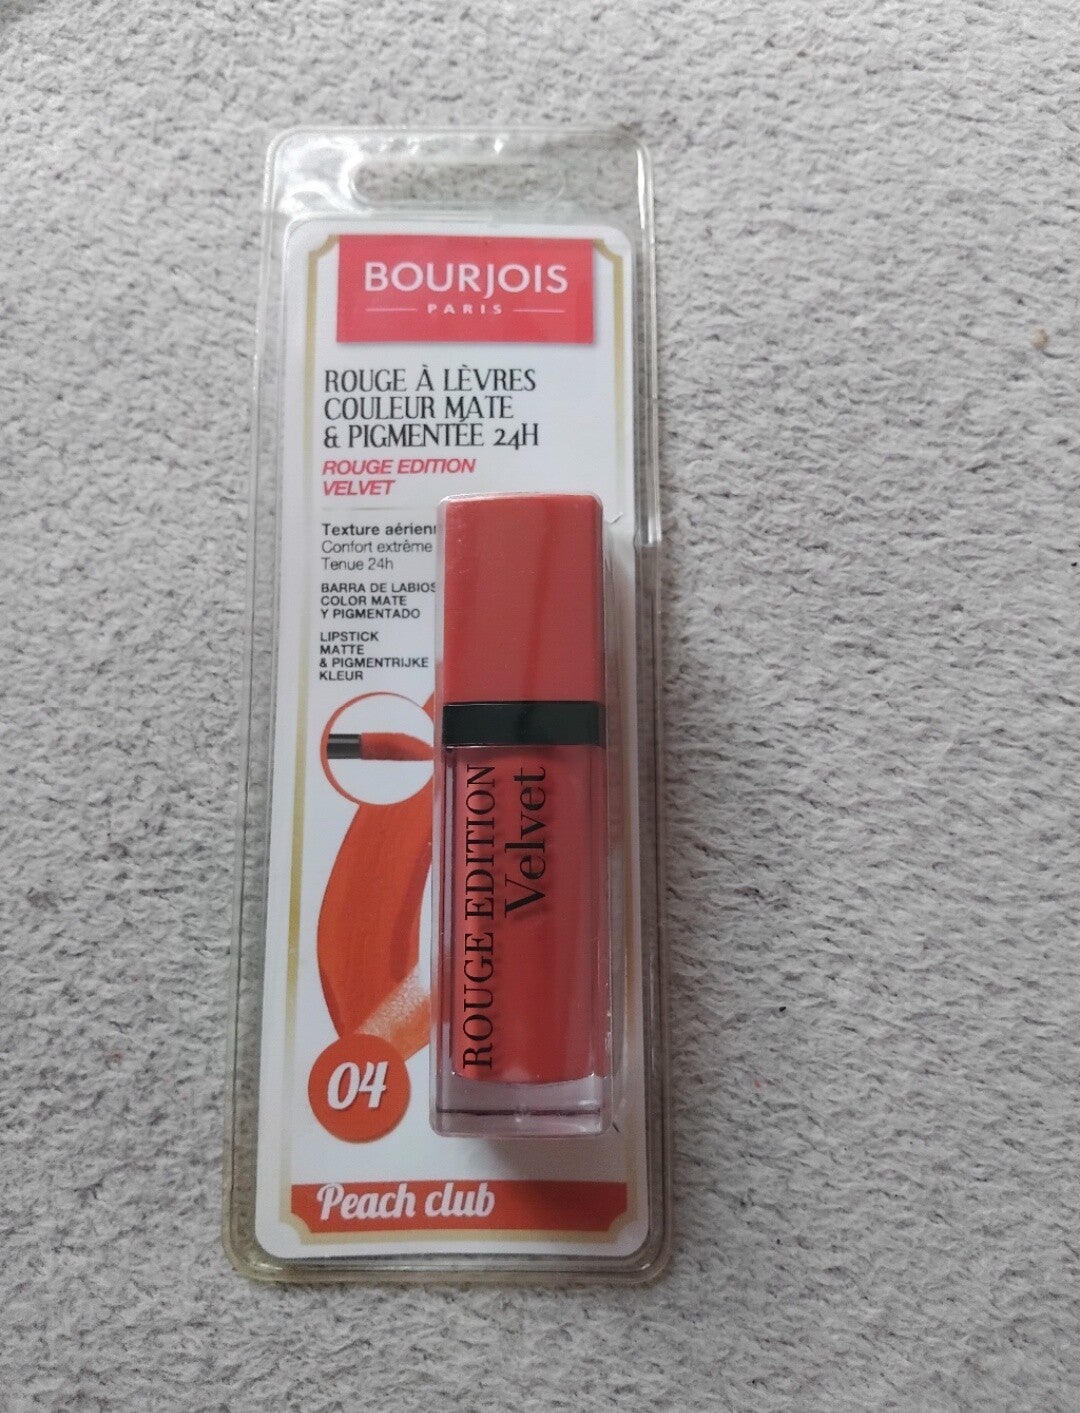 BOURJOIS
PARIS
ROUGE À LÈVRES
COULEUR MATE
& PIGMENTÉE 24H
ROUGE EDITION
VELVET
Texture
Confort extrême
Tenue 24h
BARRA DE LABIOS
COLOR MATE
Y PIGMENTADO
LIPSTICK
MATTE
& PIGMENTRIJKE
KLEUR
ROUGE EDITION
Velvet
04
Peach club